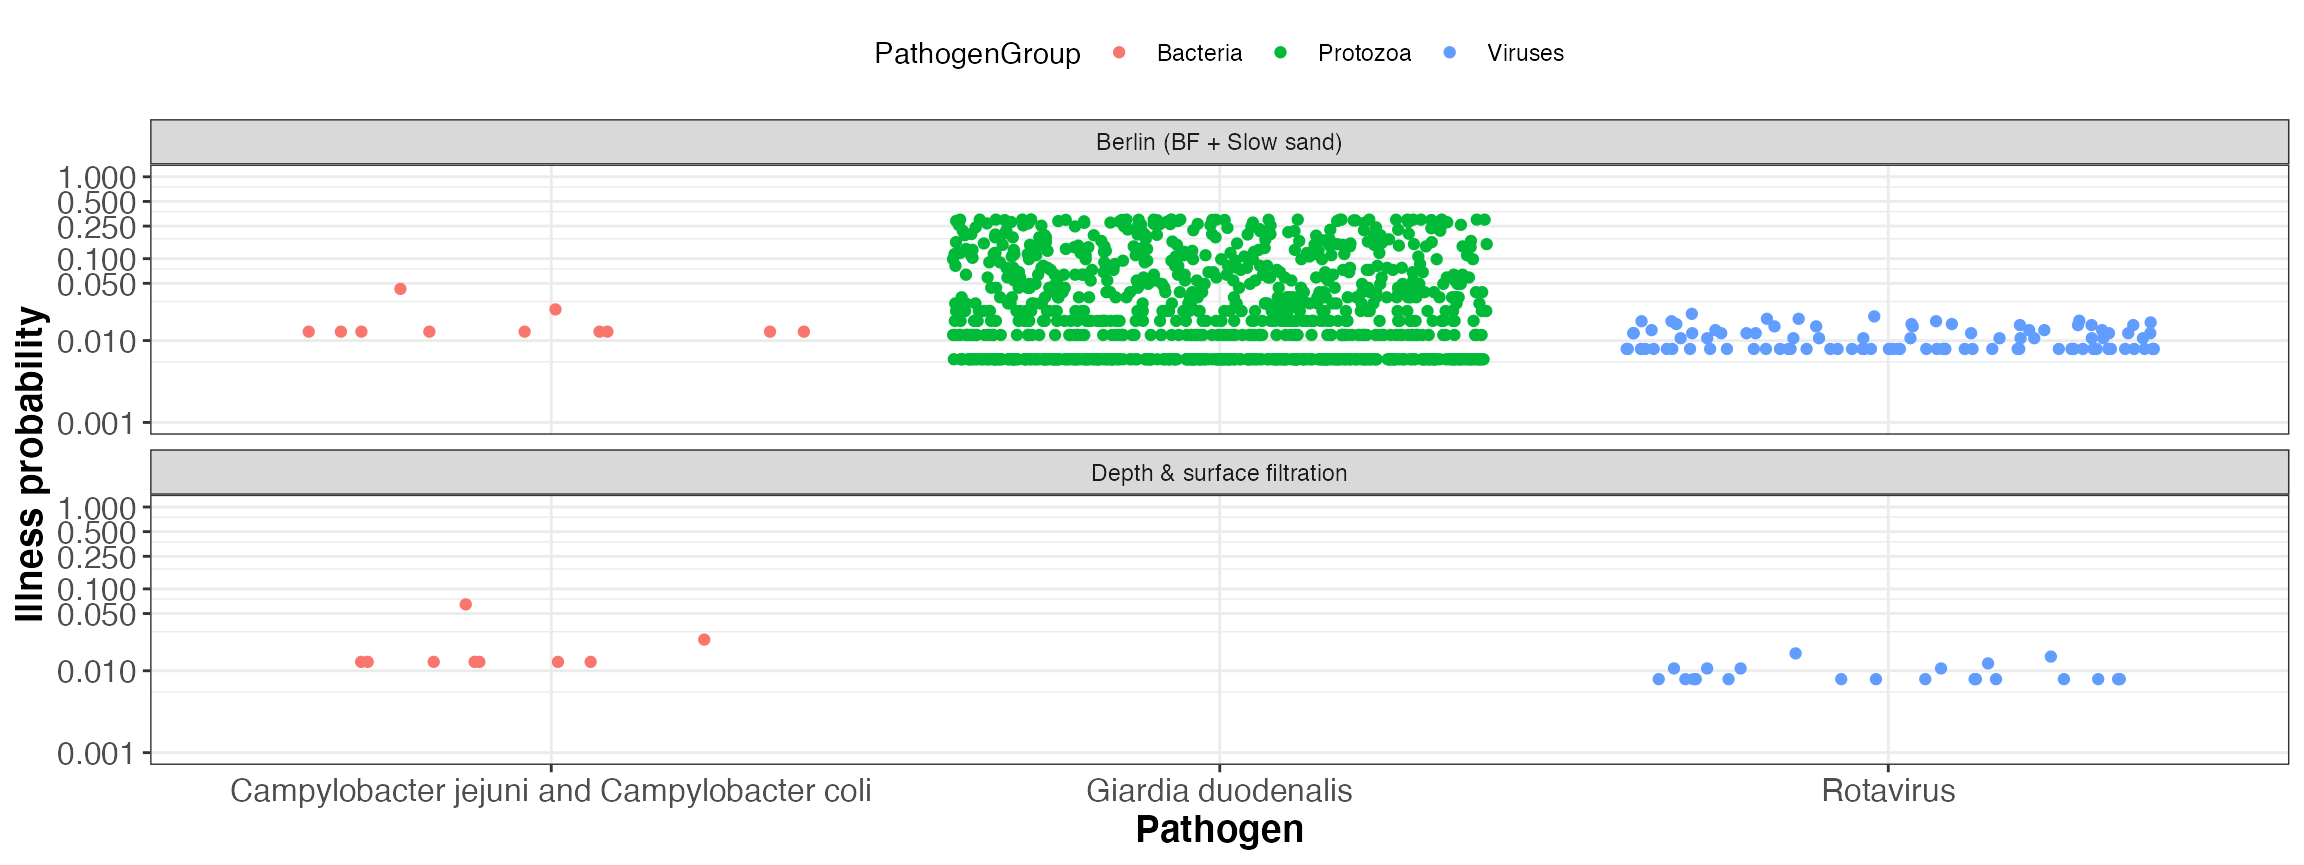 PathogenGroup Bacteria Protozoa Viruses
Berlin (BF + Slow sand)
1.000
0.500
0.250
0.100
0.050
0.010
0.001
Illness probability
Depth & surface filtration
1.000
0.500
0.250
0.100
0.050
0.010
0.001
Campylobacter jejuni and Campylobacter coli Giardia duodenalis Rotavirus
Pathogen